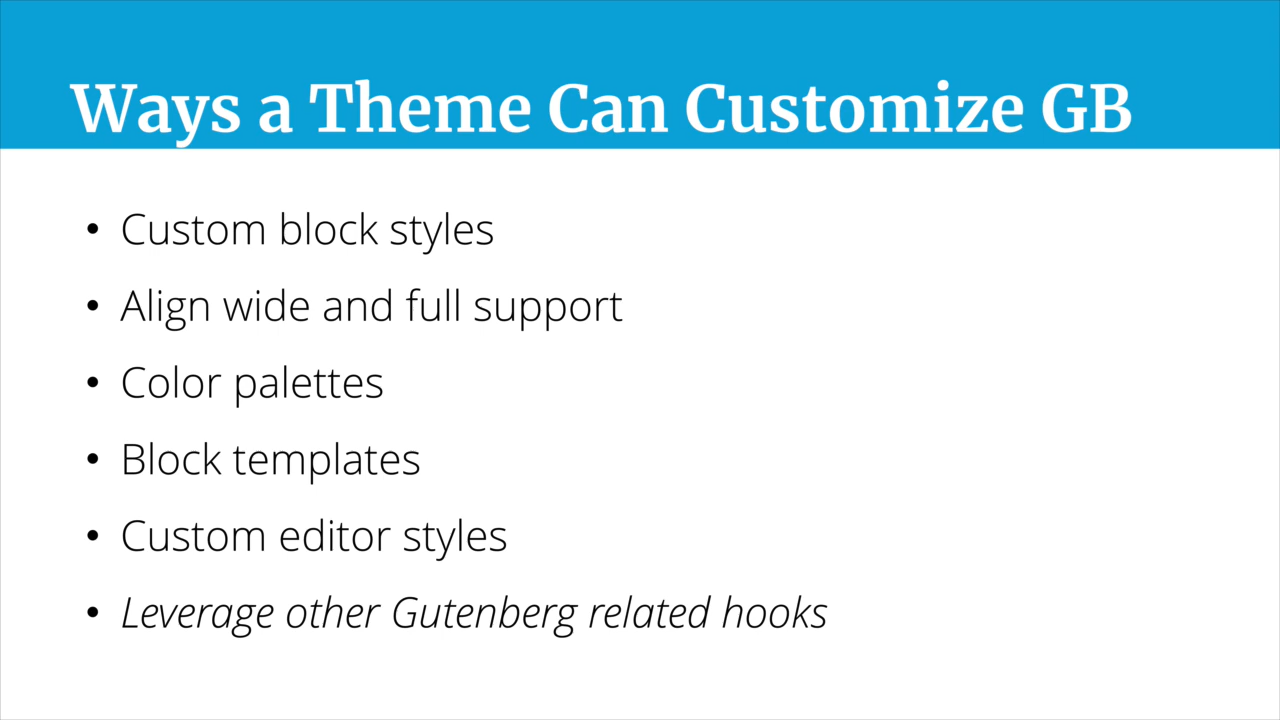 Ways a Theme Can Customize GB
• Custom block styles
• Align wide and full support
• Color palettes
• Block templates
• Custom editor styles
• Leverage other Gutenberg related hooks